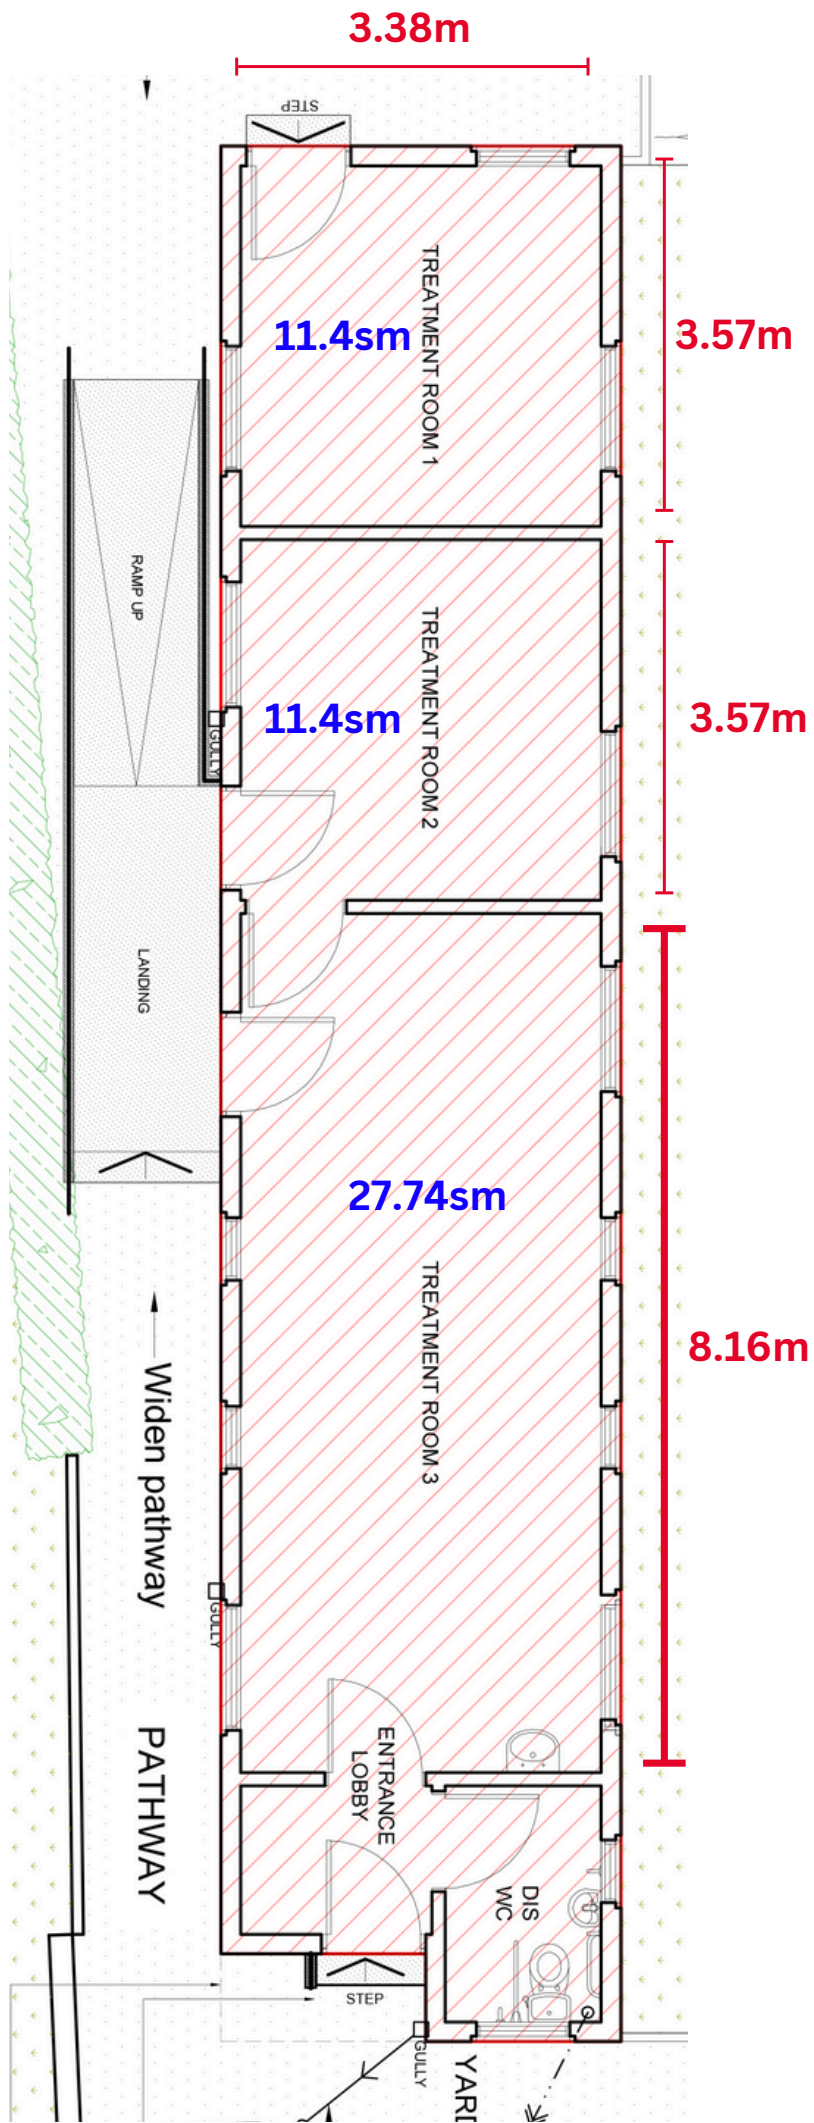 3.38m
STEP
TREATMENT ROOM 1
11.4sm
3.57m
RAMP UP
TREATMENT ROOM 2
11.4sm
3.57m
GULLY
LANDING
27.74sm
TREATMENT ROOM 3
8.16m
Widen pathway
GULLY
PATHWAY
ENTRANCE
LOBBY
DIS
WC
STEP
GULLY
YARD